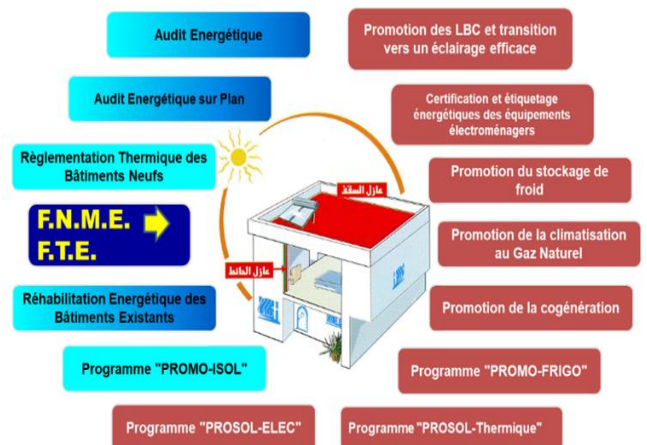 Audit Energétique
Audit Energétique sur Plan
Règlementation Thermique des
Bâtiments Neufs
F.N.M.E.
F.T.E.
Réhabilitation Energétique des
Bâtiments Existants
Programme "PROMO-ISOL"
Programme "PROSOL-ELEC"
عازل السقف
عازل الحائط
Promotion des LBC et transition
vers un éclairage efficace
Certification et étiquetage
énergétiques des équipements
électroménagers
Promotion du stockage de
froid
Promotion de la climatisation
au Gaz Naturel
Promotion de la cogénération
Programme "PROMO-FRIGO"
Programme "PROSOL-Thermique"